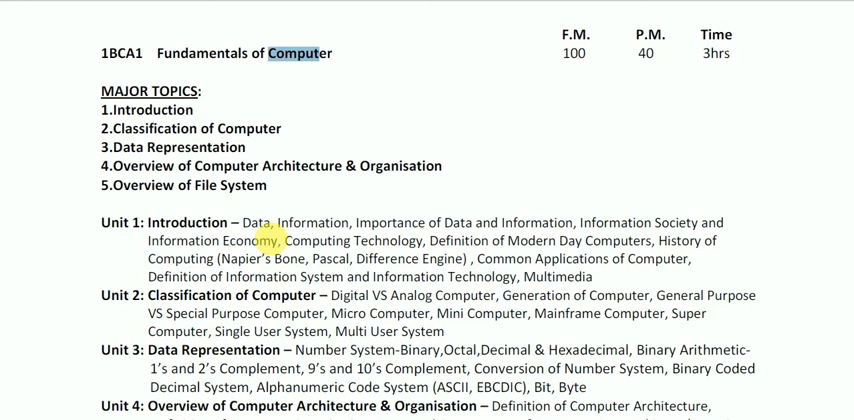 F.M. P.M. Time
1BCA1 Fundamentals of Computer 100 40 3hrs
MAJOR TOPICS:
1.Introduction
2.Classification of Computer
3.Data Representation
4.Overview of Computer Architecture & Organisation
5.Overview of File System
Unit 1: Introduction – Data, Information, Importance of Data and Information, Information Society and
Information Economy, Computing Technology, Definition of Modern Day Computers, History of
Computing (Napier's Bone, Pascal, Difference Engine) , Common Applications of Computer,
Definition of Information System and Information Technology, Multimedia
Unit 2: Classification of Computer – Digital VS Analog Computer, Generation of Computer, General Purpose
VS Special Purpose Computer, Micro Computer, Mini Computer, Mainframe Computer, Super
Computer, Single User System, Multi User System
Unit 3: Data Representation – Number System-Binary,Octal,Decimal & Hexadecimal, Binary Arithmetic-
1's and 2's Complement, 9's and 10's Complement, Conversion of Number System, Binary Coded
Decimal System, Alphanumeric Code System (ASCII, EBCDIC), Bit, Byte
Unit 4: Overview of Computer Architecture & Organisation – Definition of Computer Architecture,